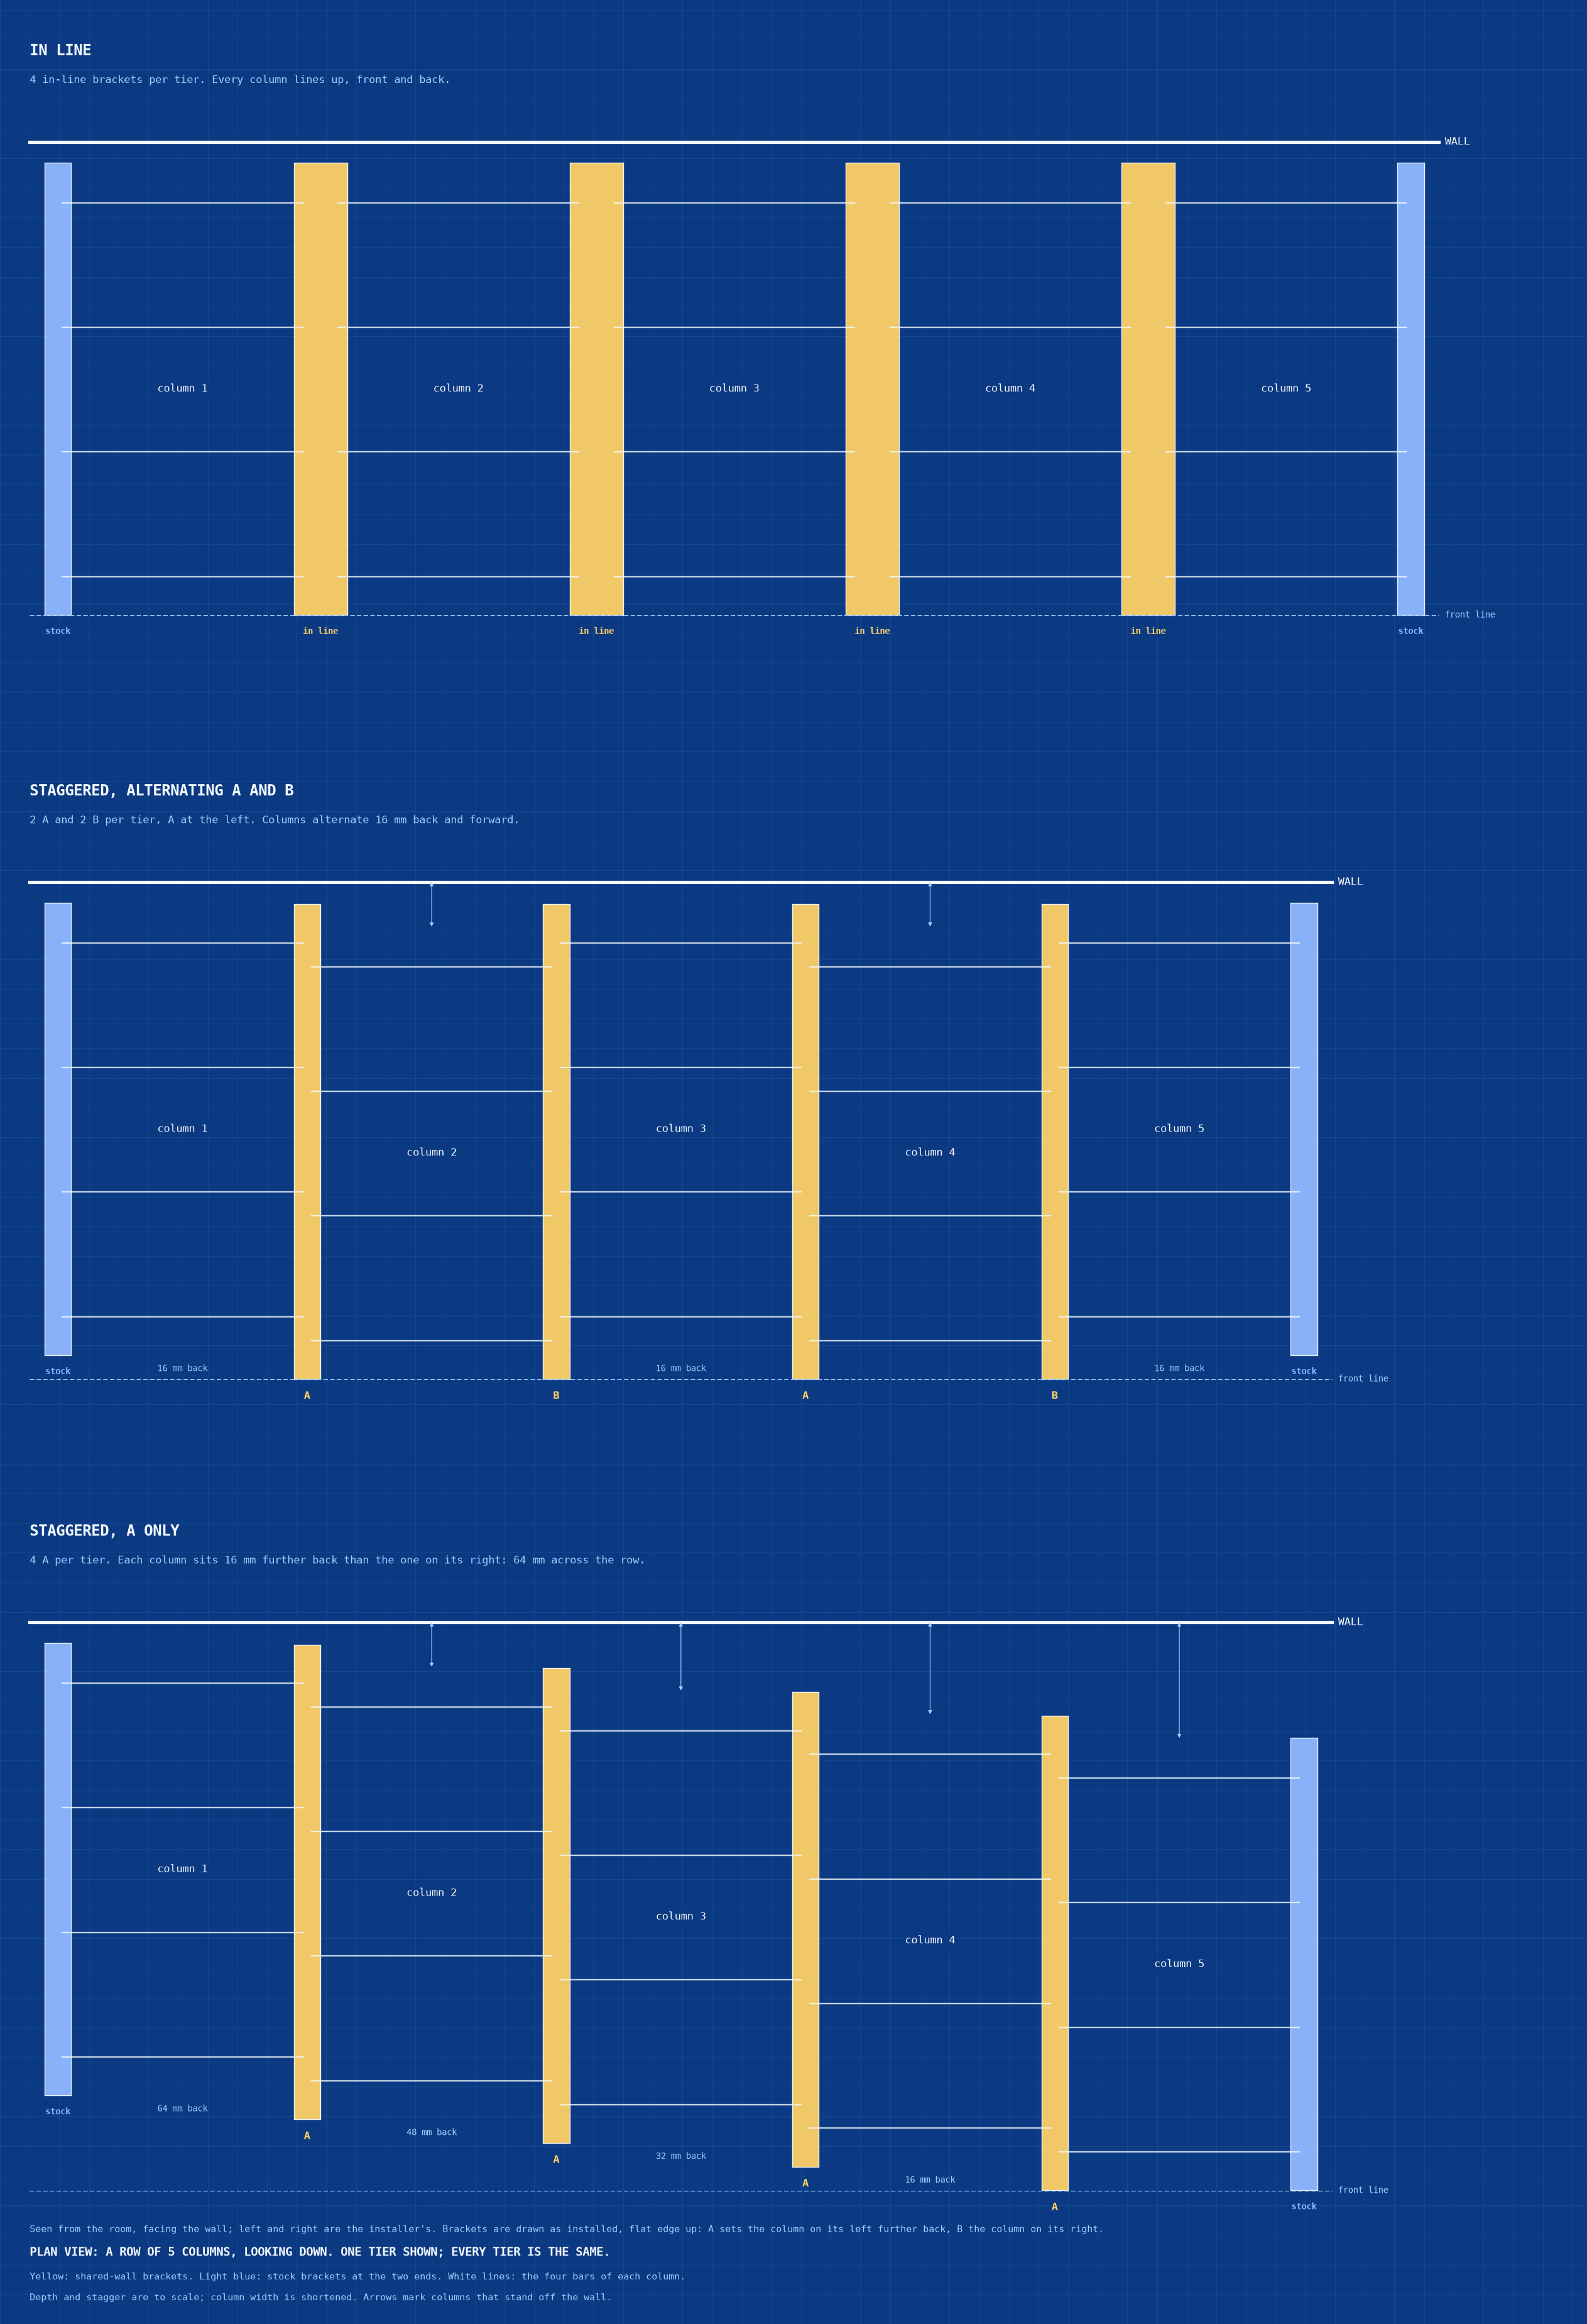 IN LINE
4 in-line brackets per tier. Every column lines up, front and back.
WALL
column 1
column 2
column 3
column 4
column 5
front line
stock
in line
in line
in line
in line
stock
STAGGERED, ALTERNATING A AND B
2 A and 2 B per tier, A at the left. Columns alternate 16 mm back and forward.
WALL
column 1
column 3
column 5
column 2
column 4
16 mm back
16 mm back
16 mm back
stock
stock
front line
A
B
A
B
STAGGERED, A ONLY
4 A per tier. Each column sits 16 mm further back than the one on its right: 64 mm across the row.
WALL
column 1
column 2
column 3
column 4
column 5
64 mm back
stock
48 mm back
A
32 mm back
A
16 mm back
A
front line
A
stock
Seen from the room, facing the wall; left and right are the installer's. Brackets are drawn as installed, flat edge up: A sets the column on its left further back, B the column on its right.
PLAN VIEW: A ROW OF 5 COLUMNS, LOOKING DOWN. ONE TIER SHOWN; EVERY TIER IS THE SAME.
Yellow: shared-wall brackets. Light blue: stock brackets at the two ends. White lines: the four bars of each column.
Depth and stagger are to scale; column width is shortened. Arrows mark columns that stand off the wall.